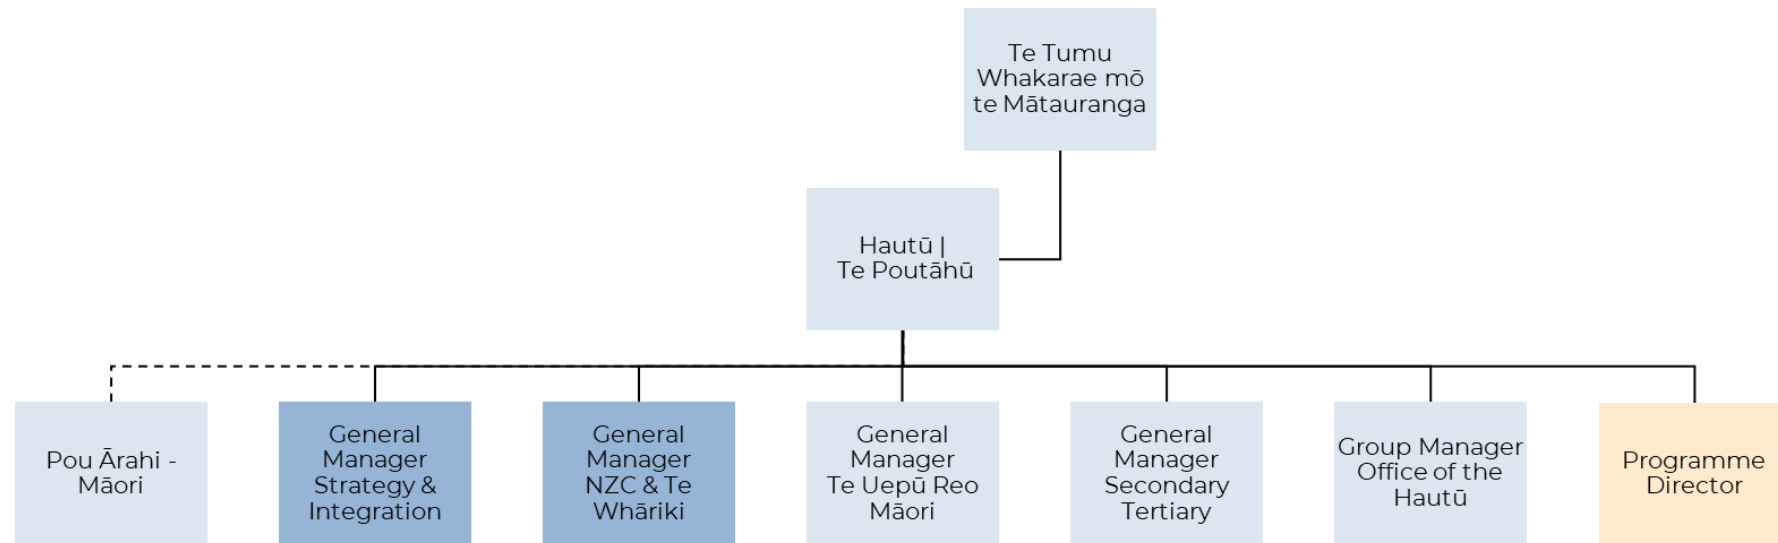 Te Tumu
Whakarae mō
te Mātauranga
Hautū |
Te Poutāhū
Pou Ārahi -
Māori
General
Manager
Strategy &
Integration
General
Manager
NZC & Te
Whāriki
General
Manager
Te Uepū Reo
Māori
General
Manager
Secondary
Tertiary
Group Manager
Office of the
Hautū
Programme
Director